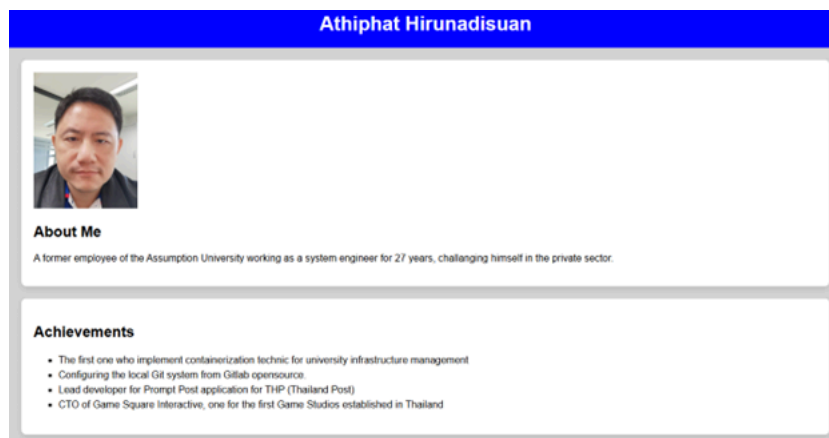 Athiphat Hirunadisuan
About Me
A former employee of the Assumption University working as a system engineer for 27 years, challanging himself in the private sector.
Achievements
The first one who implement containerization technic for university infrastructure management
Configuring the local Git system from Gitlab opensource.
Lead developer for Prompt Post application for THP (Thailand Post)
CTO of Game Square Interactive, one for the first Game Studios established in Thailand